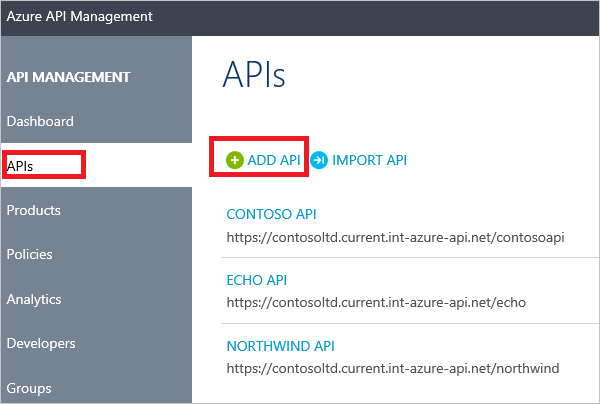 Azure API Management
API MANAGEMENT
Dashboard
APIs
Products
Policies
Analytics
Developers
Groups
APIs
ADD API IMPORT API
CONTOSO API
https://contosoltd.current.int-azure-api.net/contosoapi
ECHO API
https://contosoltd.current.int-azure-api.net/echo
NORTHWIND API
https://contosoltd.current.int-azure-api.net/northwind